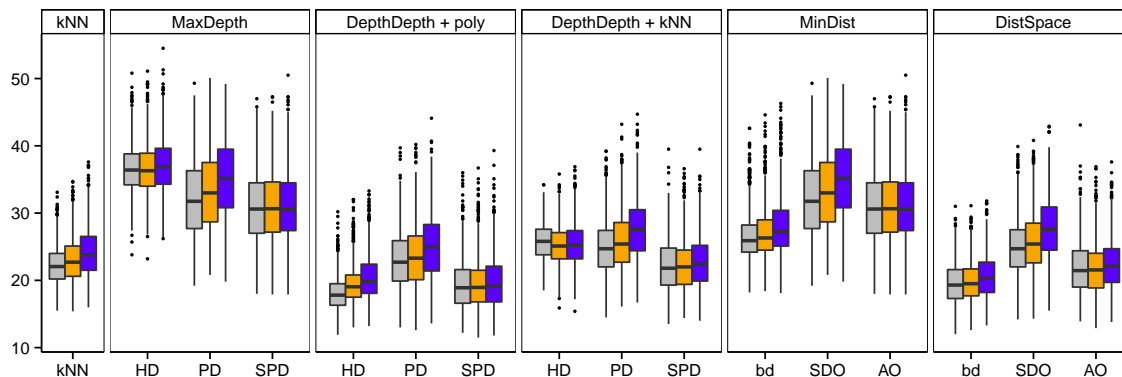 kNN MaxDepth DepthDepth + poly DepthDepth + kNN MinDist DistSpace
50
40
30
20
10
kNN HD PD SPD HD PD SPD HD PD SPD bd SDO AO bd SDO AO